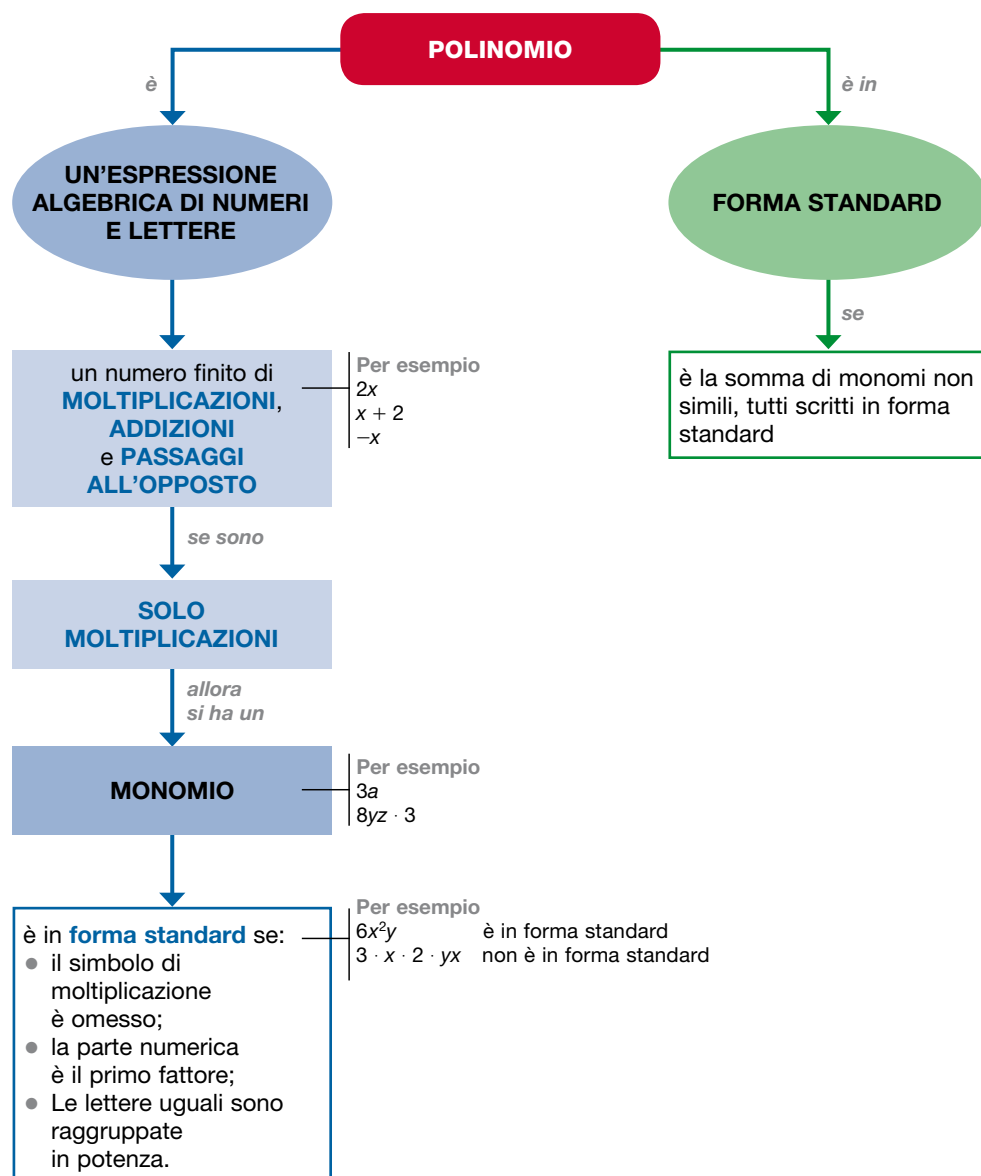 POLINOMIO
è
è in
UN'ESPRESSIONE
ALGEBRICA DI NUMERI
E LETTERE
FORMA STANDARD
se
un numero finito di
MOLTIPLICAZIONI,
ADDIZIONI
e PASSAGGI
ALL'OPPOSTO
Per esempio
2x
x + 2
−x
è la somma di monomi non
simili, tutti scritti in forma
standard
se sono
SOLO
MOLTIPLICAZIONI
allora
si ha un
MONOMIO
Per esempio
3a
8yz · 3
è in forma standard se:
● il simbolo di
moltiplicazione
è omesso;
● la parte numerica
è il primo fattore;
● Le lettere uguali sono
raggruppate
in potenza.
Per esempio
6x²y è in forma standard
3 · x · 2 · yx non è in forma standard